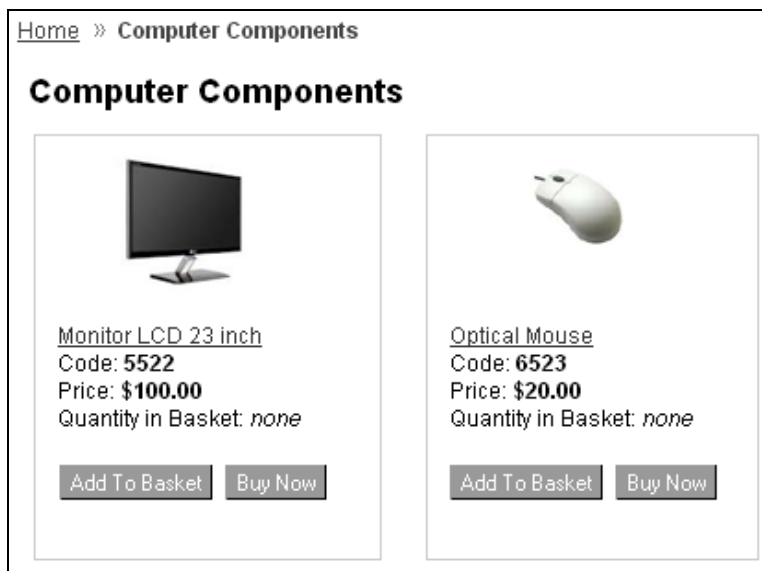 Home » Computer Components
Computer Components
Monitor LCD 23 inch
Code: 5522
Price: $100.00
Quantity in Basket: none
Add To Basket Buy Now
Optical Mouse
Code: 6523
Price: $20.00
Quantity in Basket: none
Add To Basket Buy Now